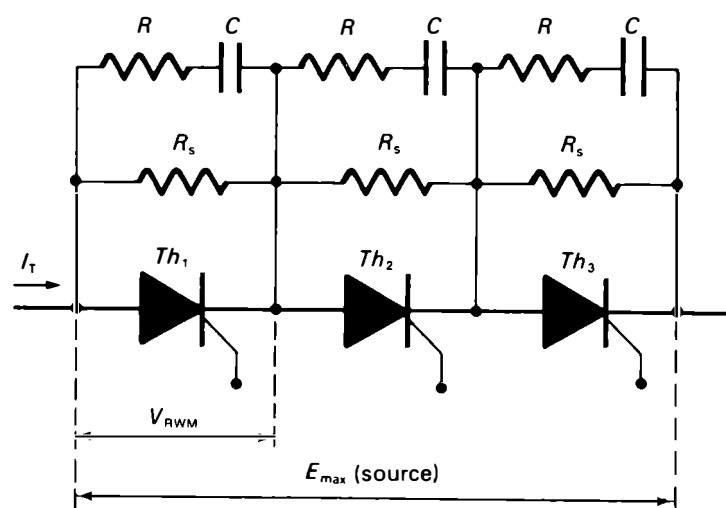 R C R C R C
Rs Rs Rs
IT Th1 Th2 Th3
VRWM
Emax (source)